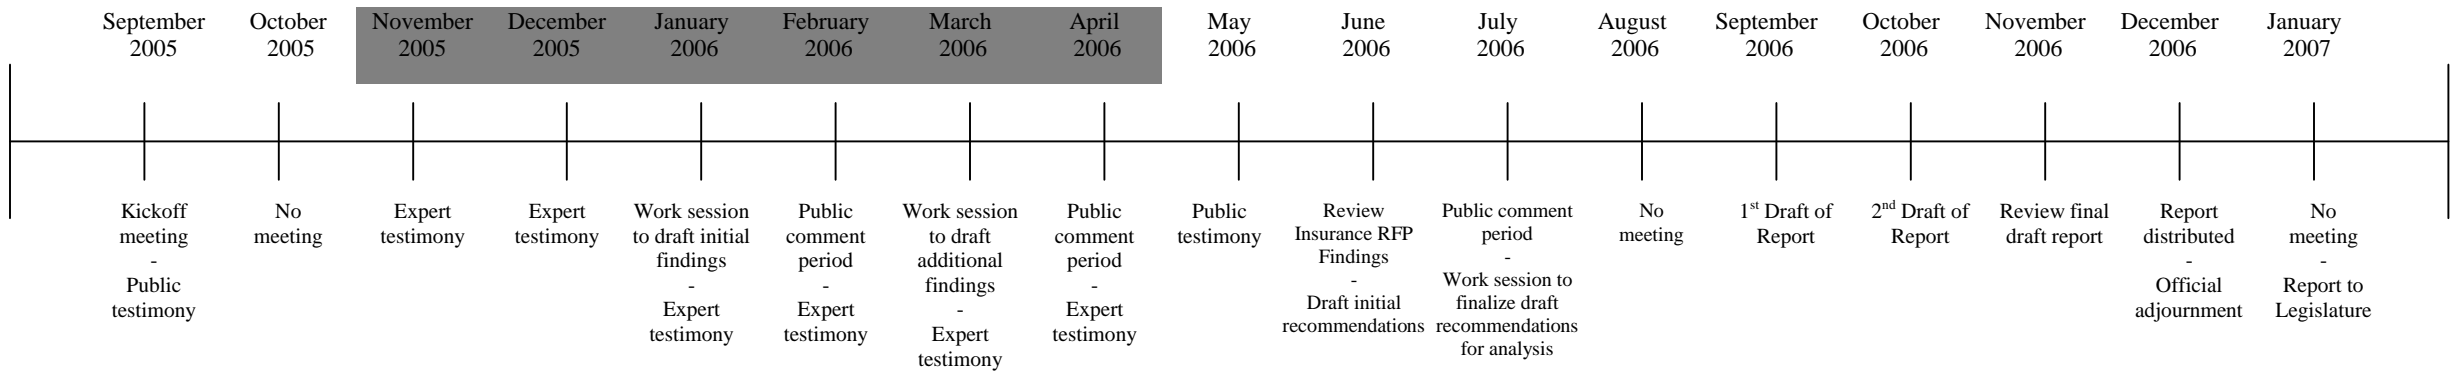 September
2005
October
2005
November
2005
December
2005
January
2006
February
2006
March
2006
April
2006
May
2006
June
2006
July
2006
August
2006
September
2006
October
2006
November
2006
December
2006
January
2007
Kickoff
meeting
-
Public
testimony
No
meeting
Expert
testimony
Expert
testimony
Work session
to draft initial
findings
-
Expert
testimony
Public
comment
period
-
Expert
testimony
Work session
to draft
additional
findings
-
Expert
testimony
Public
comment
period
-
Expert
testimony
Public
testimony
Review
Insurance RFP
Findings
-
Draft initial
recommendations
Public comment
period
-
Work session to
finalize draft
recommendations
for analysis
No
meeting
1st Draft of
Report
2nd Draft of
Report
Review final
draft report
Report
distributed
-
Official
adjournment
No
meeting
-
Report to
Legislature